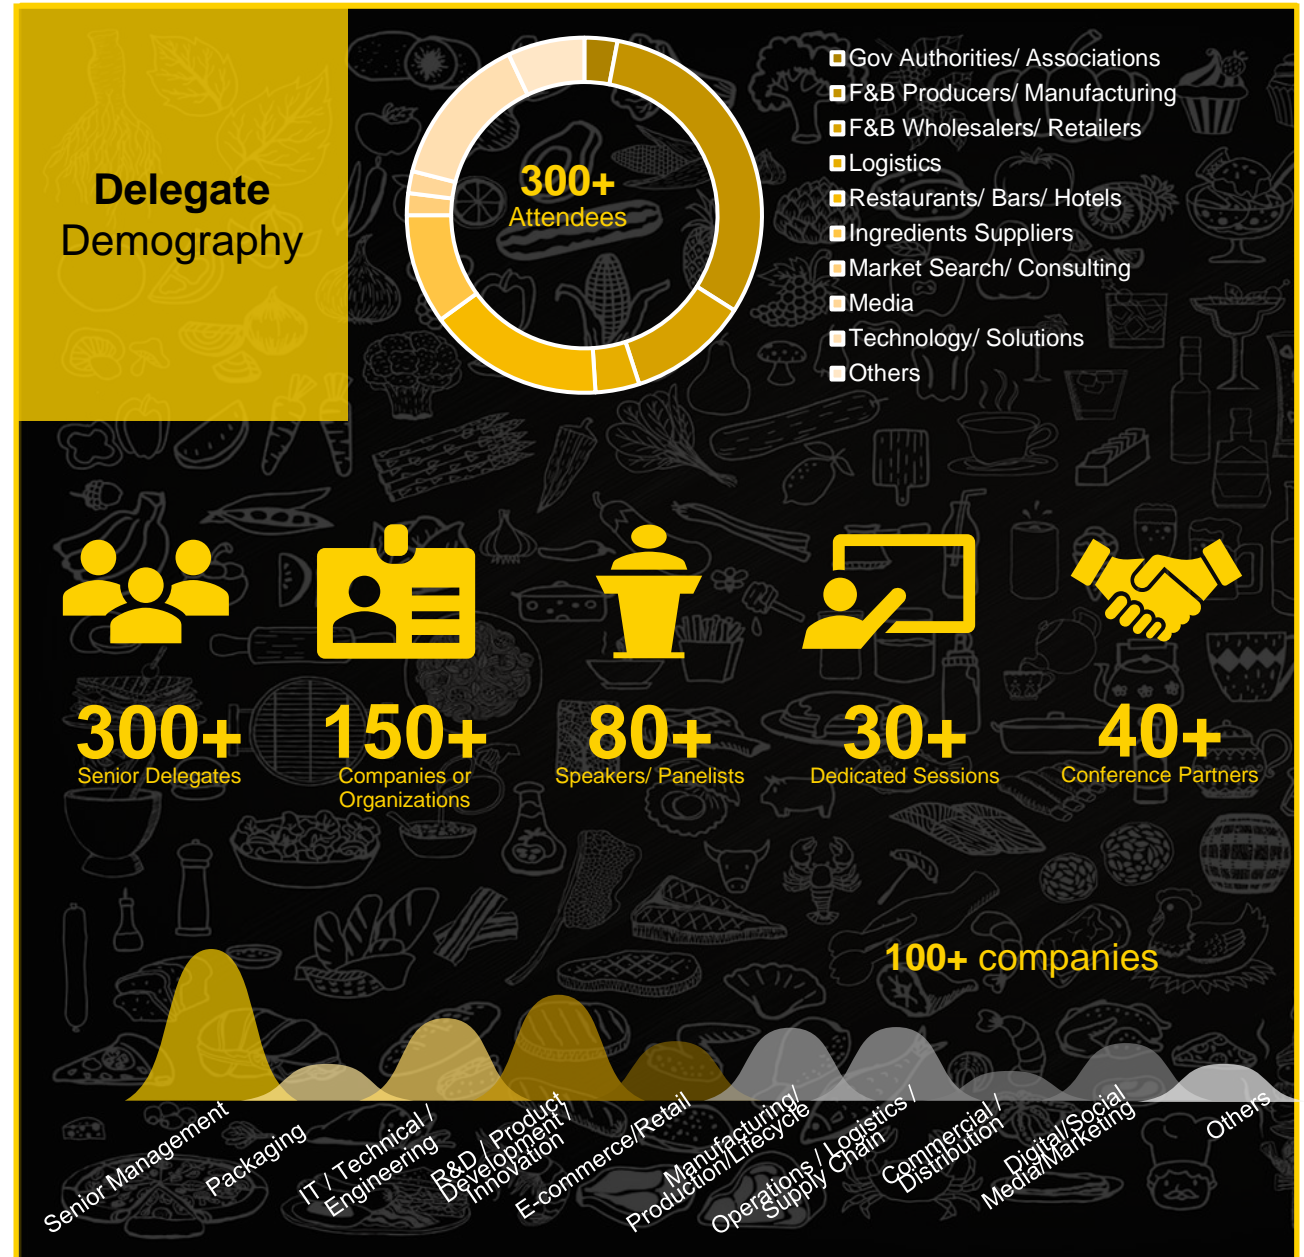 Delegate
Demography
300+
Attendees
Gov Authorities/ Associations
F&B Producers/ Manufacturing
F&B Wholesalers/ Retailers
Logistics
Restaurants/ Bars/ Hotels
Ingredients Suppliers
Market Search/ Consulting
Media
Technology/ Solutions
Others
300+
Senior Delegates
150+
Companies or
Organizations
80+
Speakers/ Panelists
30+
Dedicated Sessions
40+
Conference Partners
100+ companies
Senior Management
Packaging
IT / Technical /
Engineering
R&D / Product
Development /
Innovation
E-commerce/Retail
Manufacturing/
Production/Lifecycle
Operations / Logistics /
Supply Chain
Commercial /
Distribution
Digital/Social
Media/Marketing
Others